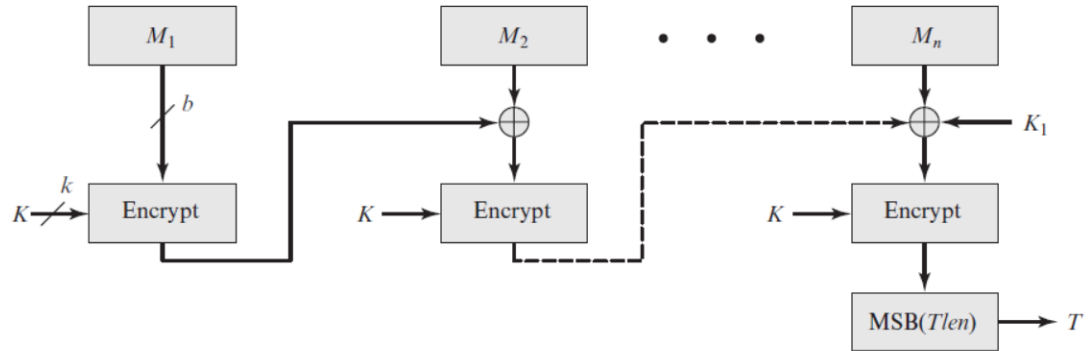 M1
M2
• • •
Mn
b
K1
k
K
Encrypt
K
Encrypt
K
Encrypt
MSB(Tlen)
T